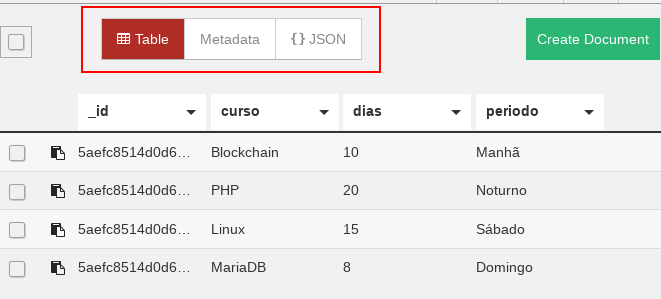 Table Metadata {} JSON Create Document
_id curso dias periodo
5aefc8514d0d6... Blockchain 10 Manhã
5aefc8514d0d6... PHP 20 Noturno
5aefc8514d0d6... Linux 15 Sábado
5aefc8514d0d6... MariaDB 8 Domingo